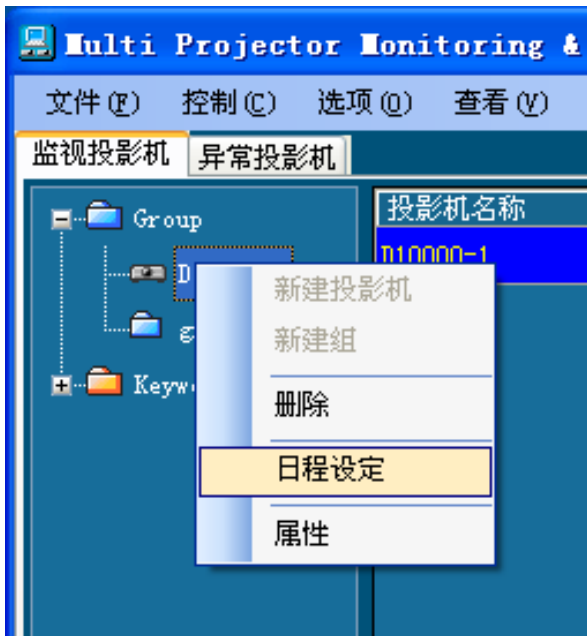 Multi Projector Monitoring &
文件(F) 控制(C) 选项(O) 查看(V)
监视投影机 异常投影机
Group
投影机名称
D
D10000-1
g
Keyw
新建投影机
新建组
删除
日程设定
属性